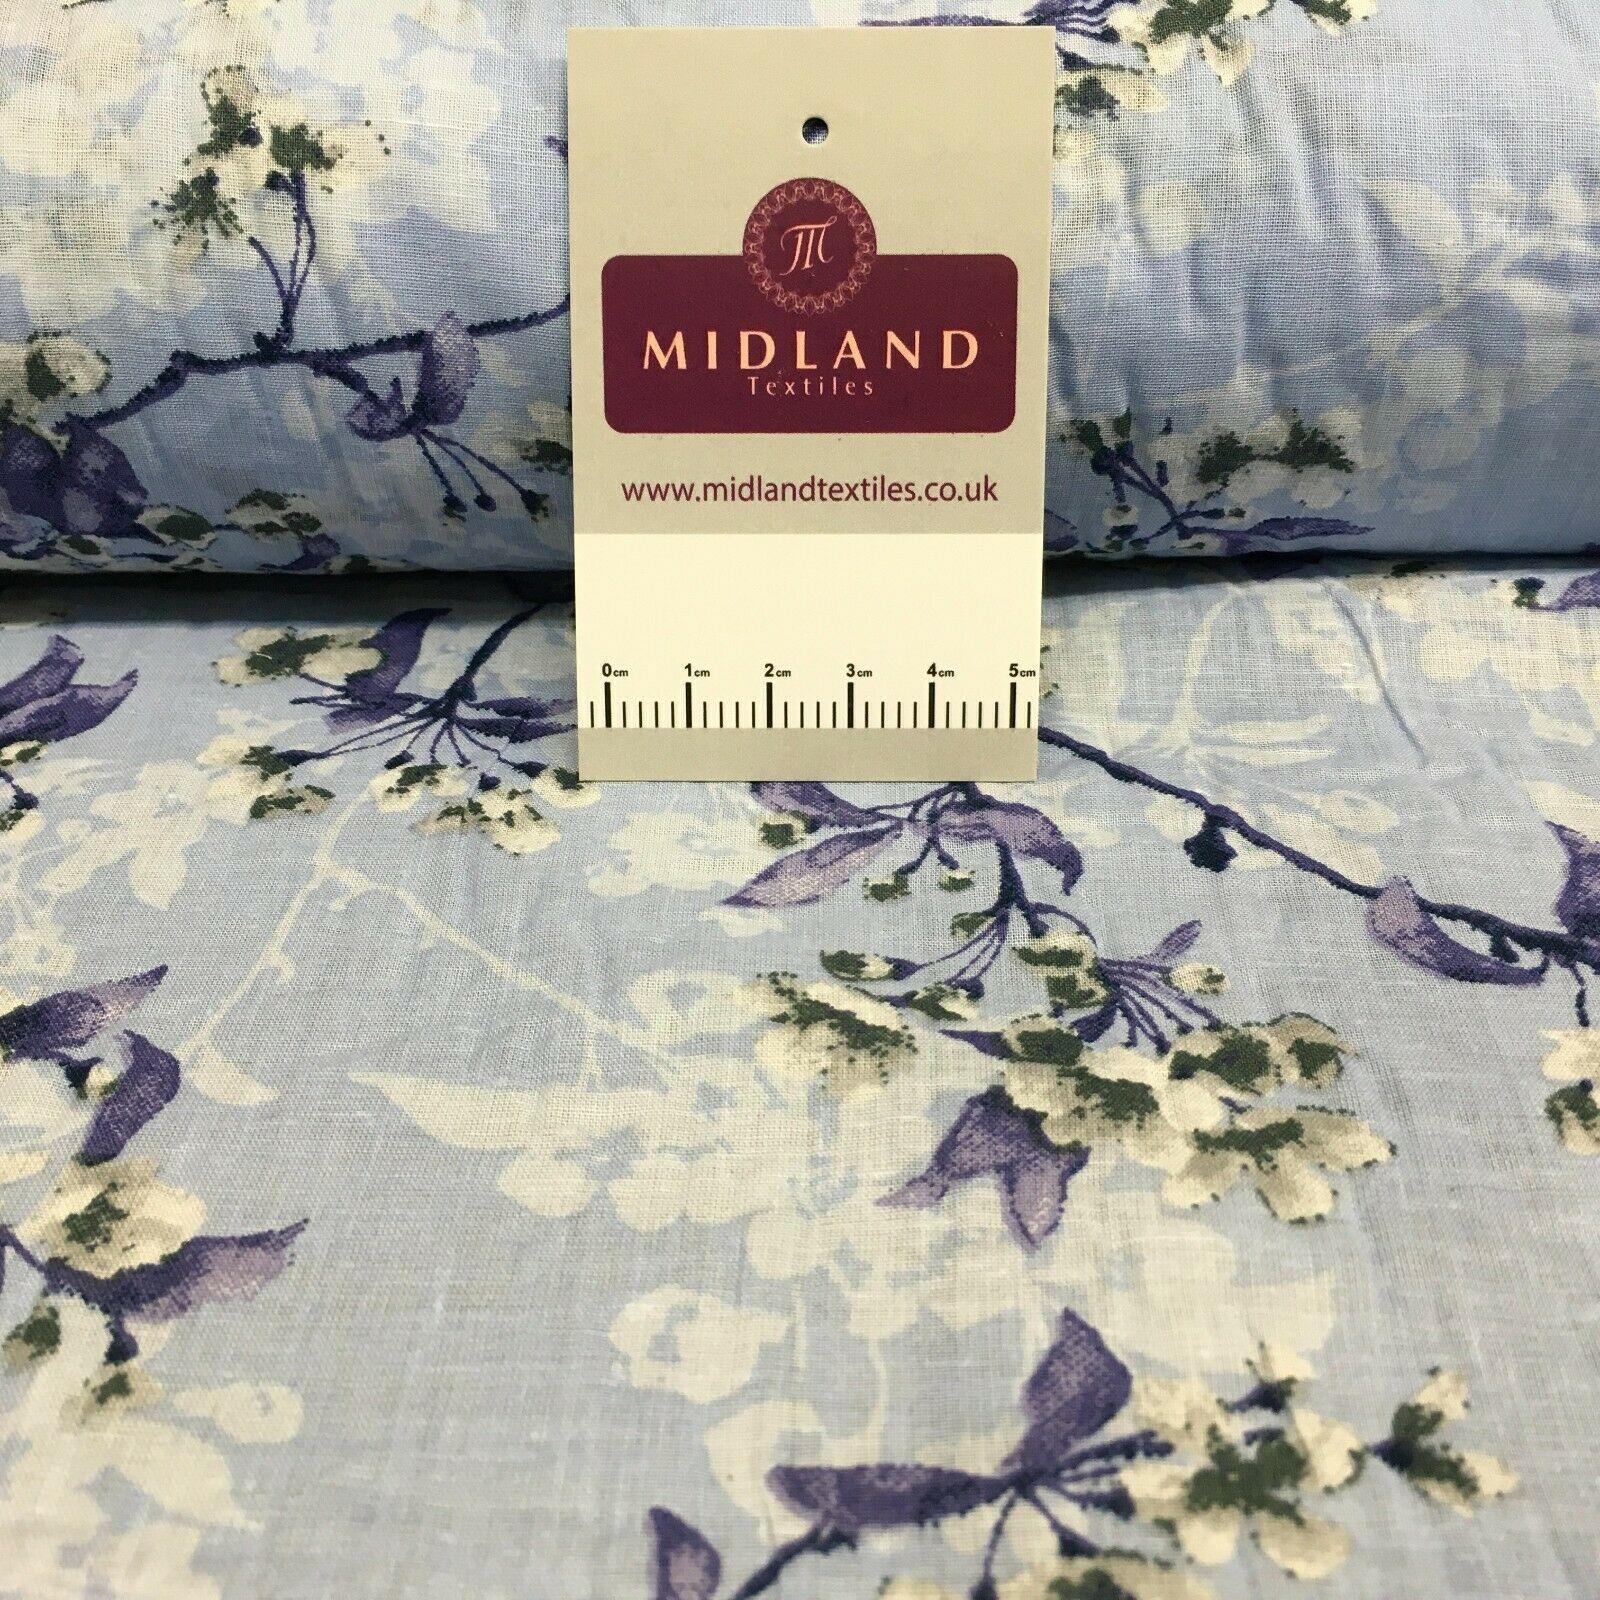 M
MIDLAND
Textiles
www.midlandtextiles.co.uk
0cm 1cm 2cm 3cm 4cm 5cm